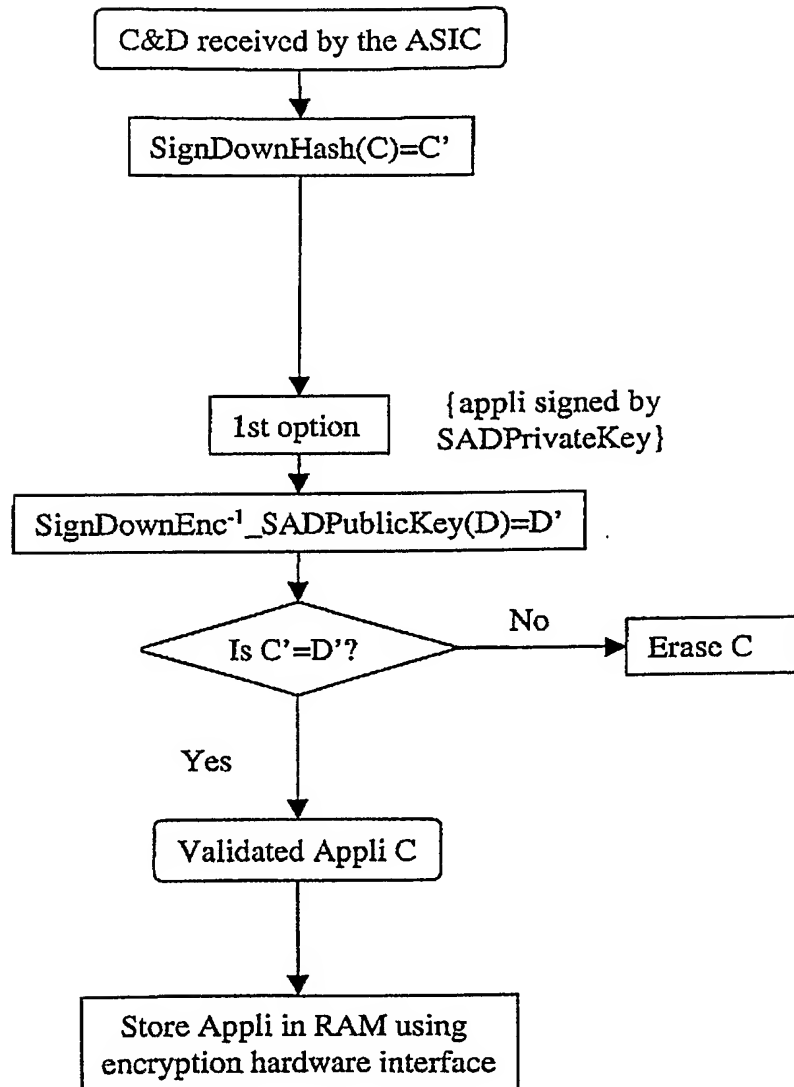 C&D received by the ASIC
SignDownHash(C)=C’
1st option
{appli signed by
SADPrivateKey}
SignDownEnc⁻¹_SADPublicKey(D)=D’
Is C’=D’?
No
Erase C
Yes
Validated Appli C
Store Appli in RAM using
encryption hardware interface